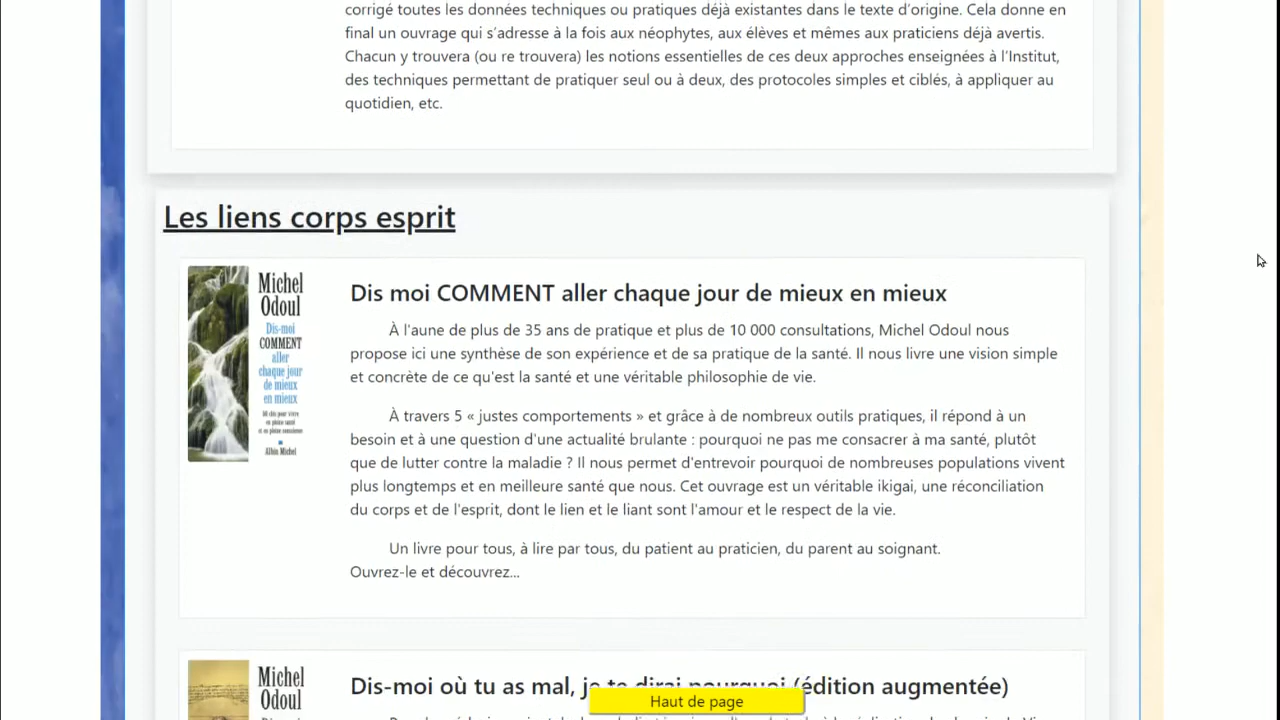 corrigé toutes les données techniques ou pratiques déjà existantes dans le texte d'origine. Cela donne en
final un ouvrage qui s'adresse à la fois aux néophytes, aux élèves et mêmes aux praticiens déjà avertis.
Chacun y trouvera (ou re trouvera) les notions essentielles de ces deux approches enseignées à l'Institut,
des techniques permettant de pratiquer seul ou à deux, des protocoles simples et ciblés, à appliquer au
quotidien, etc.
Les liens corps esprit
Michel
Odoul
Dis-moi
COMMENT
aller
chaque jour
de mieux
en mieux
50 clés pour vivre
en pleine santé
et en pleine conscience
Albin Michel
Dis moi COMMENT aller chaque jour de mieux en mieux
À l'aune de plus de 35 ans de pratique et plus de 10 000 consultations, Michel Odoul nous
propose ici une synthèse de son expérience et de sa pratique de la santé. Il nous livre une vision simple
et concrète de ce qu'est la santé et une véritable philosophie de vie.
À travers 5 « justes comportements » et grâce à de nombreux outils pratiques, il répond à un
besoin et à une question d'une actualité brulante : pourquoi ne pas me consacrer à ma santé, plutôt
que de lutter contre la maladie ? Il nous permet d'entrevoir pourquoi de nombreuses populations vivent
plus longtemps et en meilleure santé que nous. Cet ouvrage est un véritable ikigai, une réconciliation
du corps et de l'esprit, dont le lien et le liant sont l'amour et le respect de la vie.
Un livre pour tous, à lire par tous, du patient au praticien, du parent au soignant.
Ouvrez-le et découvrez...
Michel
Odoul
Dis-moi où tu as mal, je te dirai pourquoi (édition augmentée)
Haut de page